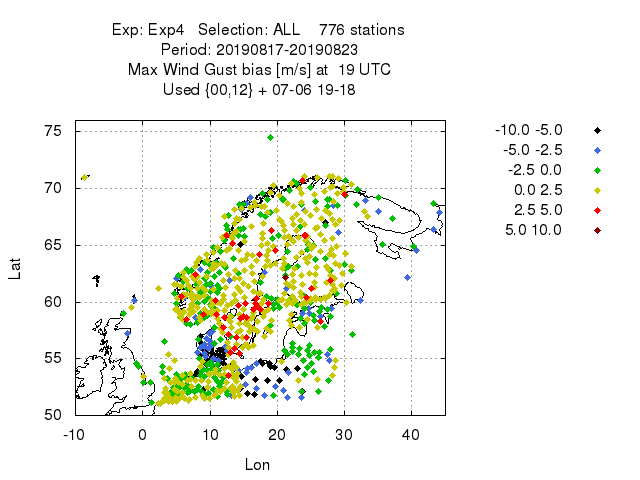 Exp: Exp4   Selection: ALL    776 stations
Period: 20190817-20190823
Max Wind Gust bias [m/s] at  19 UTC
Used {00,12} + 07-06 19-18
-10.0 -5.0
-5.0 -2.5
-2.5 0.0
0.0 2.5
2.5 5.0
5.0 10.0
75
70
65
60
55
50
Lat
-10 0 10 20 30 40
Lon